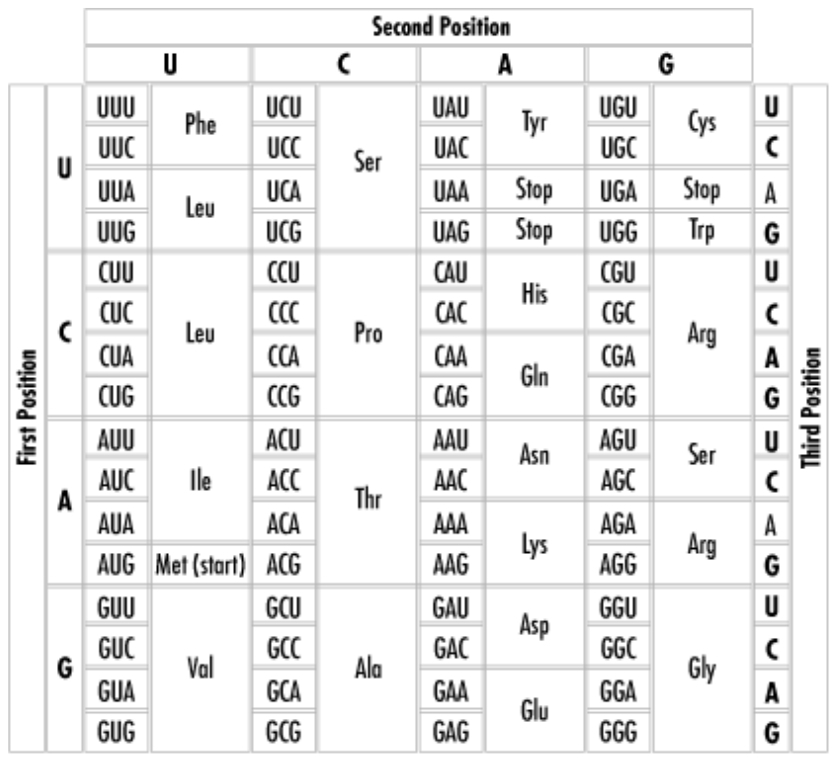 Second Position
U C A G
First Position
Third Position
U
UUU Phe UCU Ser UAU Tyr UGU Cys U
UUC UCC UAC UGC C
UUA Leu UCA UAA Stop UGA Stop A
UUG UCG UAG Stop UGG Trp G
C
CUU Leu CCU Pro CAU His CGU Arg U
CUC CCC CAC CGC C
CUA CCA CAA Gln CGA A
CUG CCG CAG CGG G
A
AUU Ile ACU Thr AAU Asn AGU Ser U
AUC ACC AAC AGC C
AUA ACA AAA Lys AGA Arg A
AUG Met (start) ACG AAG AGG G
G
GUU Val GCU Ala GAU Asp GGU Gly U
GUC GCC GAC GGC C
GUA GCA GAA Glu GGA A
GUG GCG GAG GGG G